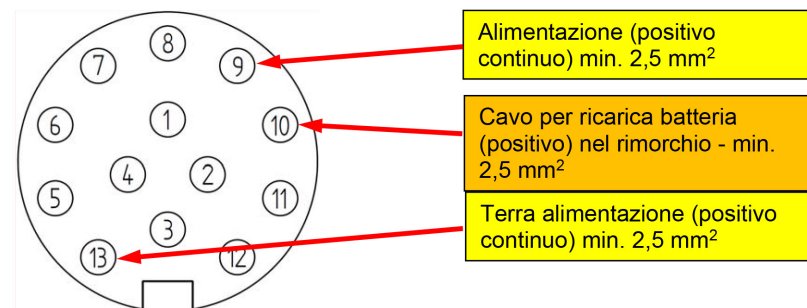 8
7
9
6
1
10
4
2
5
11
3
13
12
Alimentazione (positivo
continuo) min. 2,5 mm²
Cavo per ricarica batteria
(positivo) nel rimorchio - min.
2,5 mm²
Terra alimentazione (positivo
continuo) min. 2,5 mm²